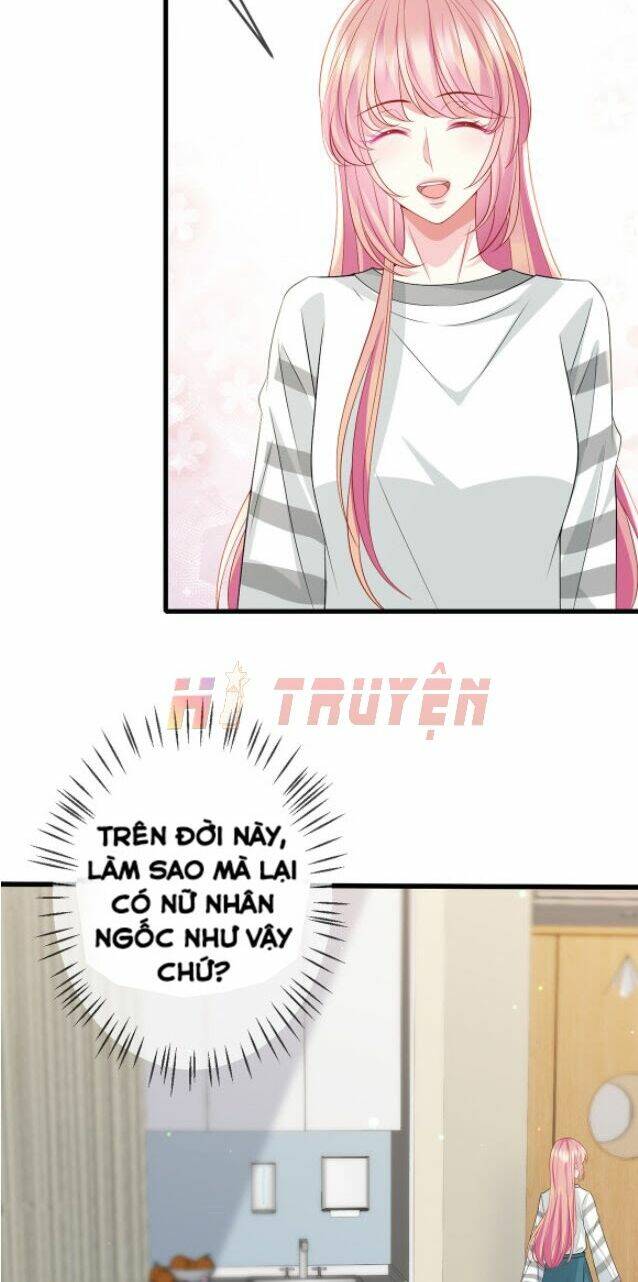 Hi TRUYỆN
TRÊN ĐỜI NÀY,
LÀM SAO MÀ LẠI
CÓ NỮ NHÂN
NGỐC NHƯ VẬY
CHỨ?